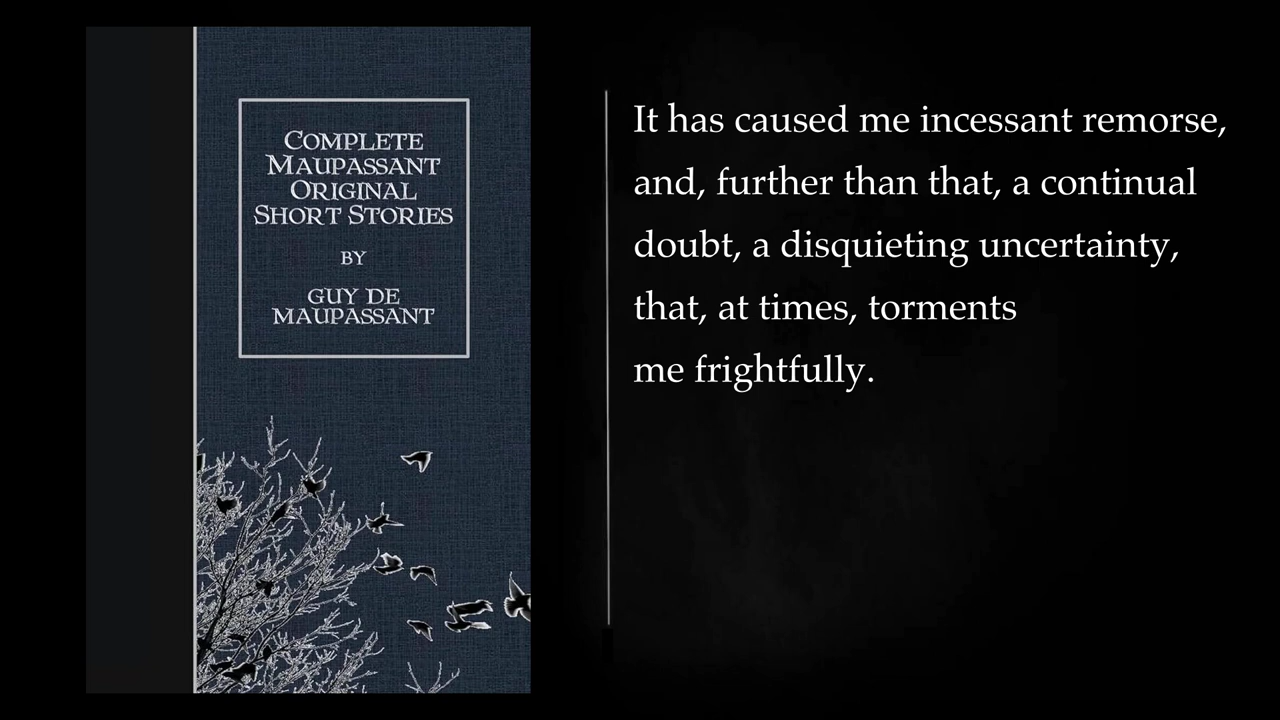 COMPLETE
MAUPASSANT
ORIGINAL
SHORT STORIES
BY
GUY DE
MAUPASSANT
It has caused me incessant remorse,
and, further than that, a continual
doubt, a disquieting uncertainty,
that, at times, torments
me frightfully.